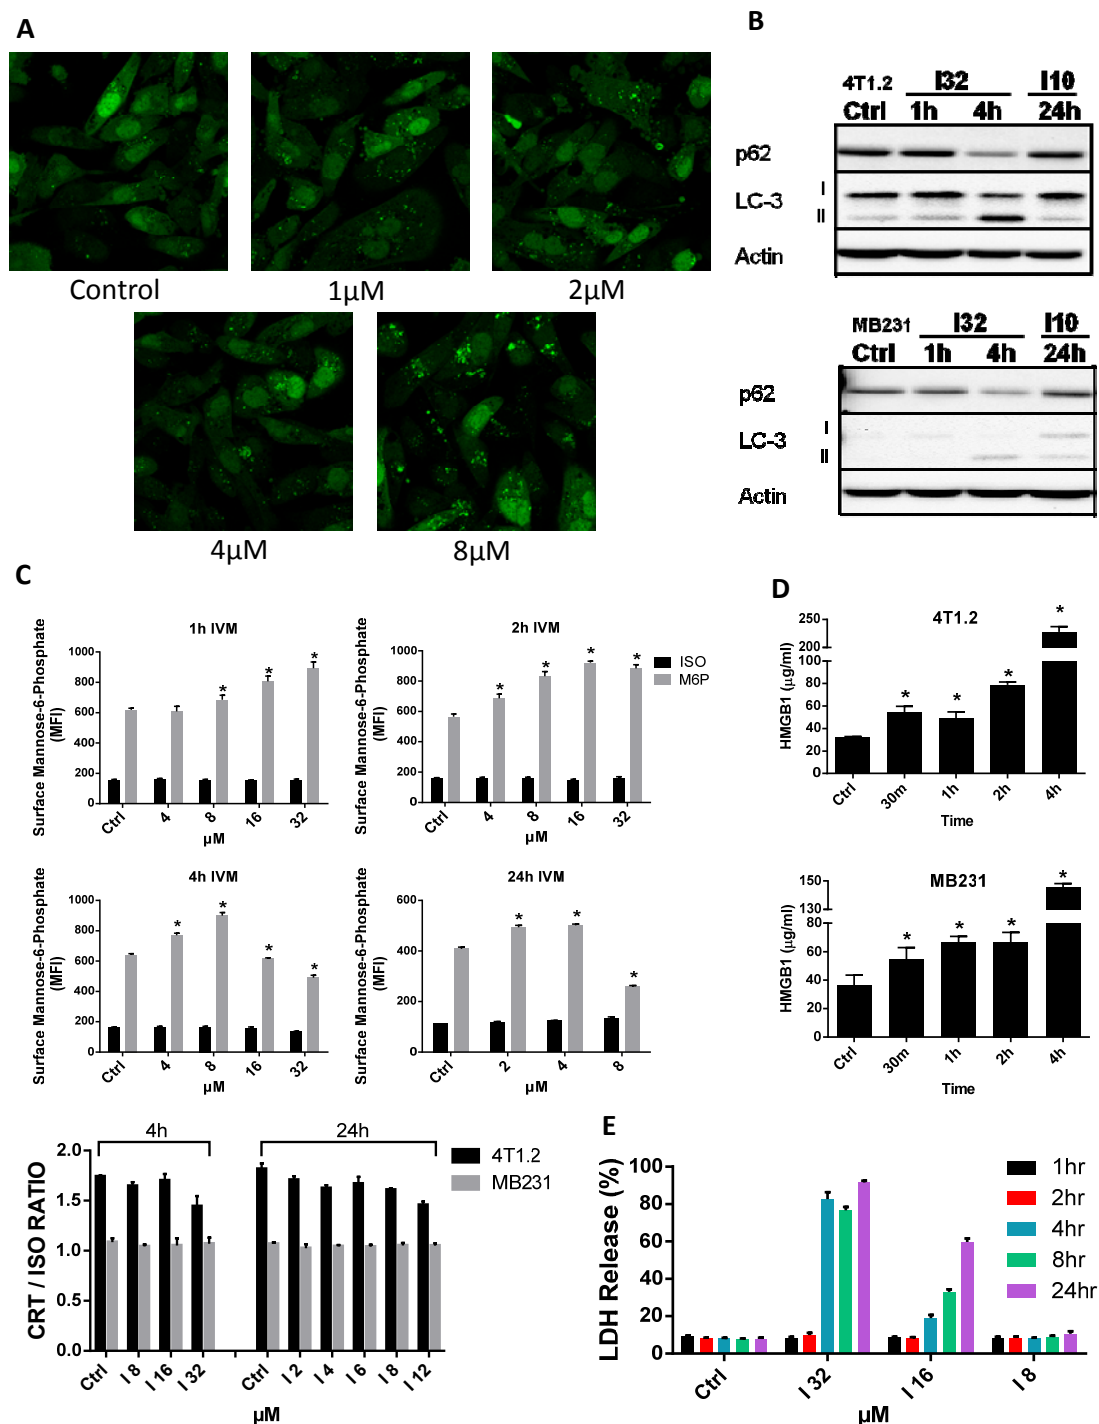 A
Control
1µM
2µM
4µM
8µM
B
4T1.2 I32 I10
Ctrl 1h 4h 24h
p62
LC-3 I
II
Actin
MB231 I32 I10
Ctrl 1h 4h 24h
p62
LC-3 I
II
Actin
C
1h IVM
Surface Mannose-6-Phosphate
(MFI)
1000
800
600
400
200
0
* * *
Ctrl 4 8 16 32
µM
2h IVM
Surface Mannose-6-Phosphate
(MFI)
1000
800
600
400
200
0
* * * *
Ctrl 4 8 16 32
µM
ISO
M6P
4h IVM
Surface Mannose-6-Phosphate
(MFI)
1000
800
600
400
200
0
* * * *
Ctrl 4 8 16 32
µM
24h IVM
Surface Mannose-6-Phosphate
(MFI)
600
400
200
0
* * *
Ctrl 2 4 8
µM
4h 24h
CRT / ISO RATIO
2.0
1.5
1.0
0.5
0.0
Ctrl I 8 I 16 I 32 Ctrl I 2 I 4 I 6 I 8 I 12
µM
4T1.2
MB231
D
4T1.2
HMGB1 (µg/ml)
250
200
100
80
60
40
20
0
* * * *
Ctrl 30m 1h 2h 4h
Time
MB231
HMGB1 (µg/ml)
150
130
80
60
40
20
0
* * * *
Ctrl 30m 1h 2h 4h
Time
E
LDH Release (%)
100
80
60
40
20
0
Ctrl I 32 I 16 I 8
µM
1hr
2hr
4hr
8hr
24hr